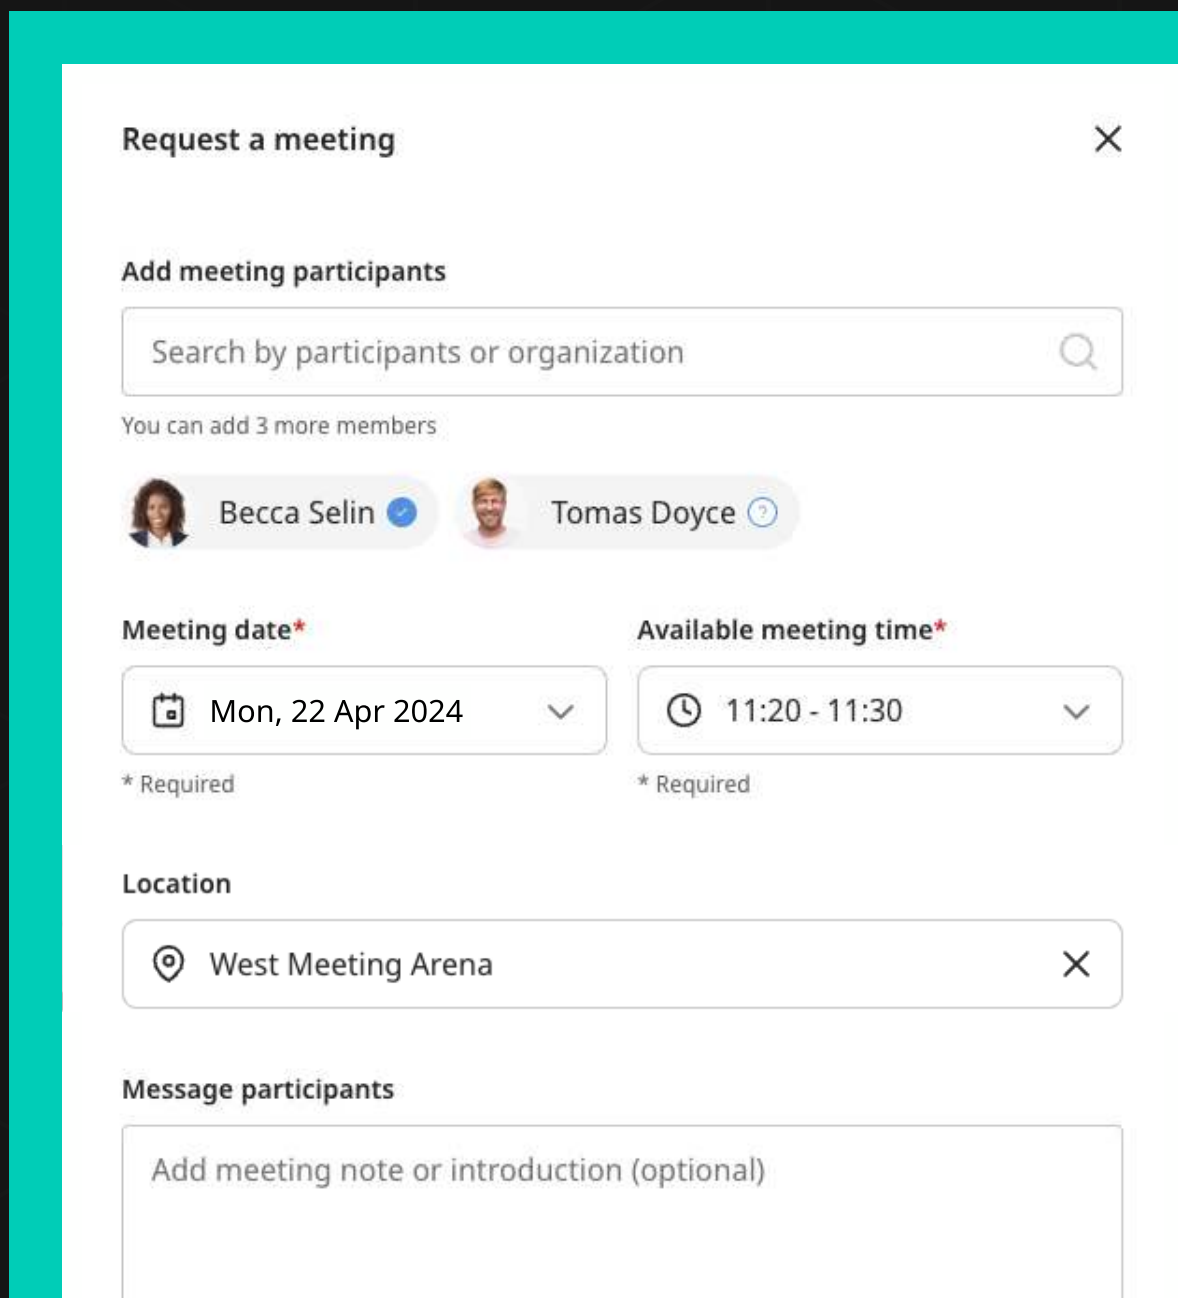 Request a meeting
Add meeting participants
Search by participants or organization
You can add 3 more members
Becca Selin Tomas Doyce ?
Meeting date* Available meeting time*
Mon, 22 Apr 2024 11:20 - 11:30
* Required * Required
Location
West Meeting Arena
Message participants
Add meeting note or introduction (optional)